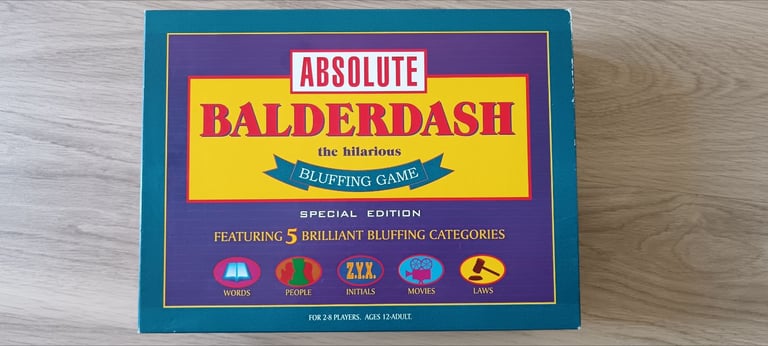 ABSOLUTE
BALDERDASH
the hilarious
BLUFFING GAME
SPECIAL EDITION
FEATURING 5 BRILLIANT BLUFFING CATEGORIES
Z.Y.X.
WORDS PEOPLE INITIALS MOVIES LAWS
FOR 2-8 PLAYERS. AGES 12-ADULT.